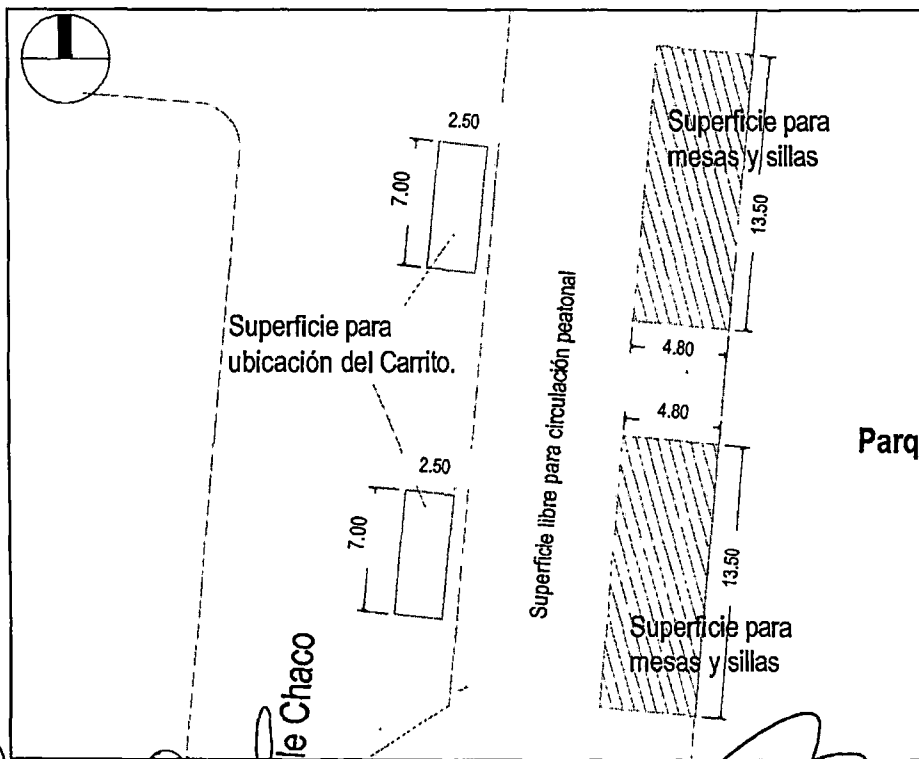 Superficie para
mesas y sillas
2.50
7.00
13.50
Superficie para
ubicación del Carrito.
Superficie libre para circulación peatonal
4.80
4.80
Parq
2.50
7.00
13.50
Superficie para
mesas y sillas
le Chaco